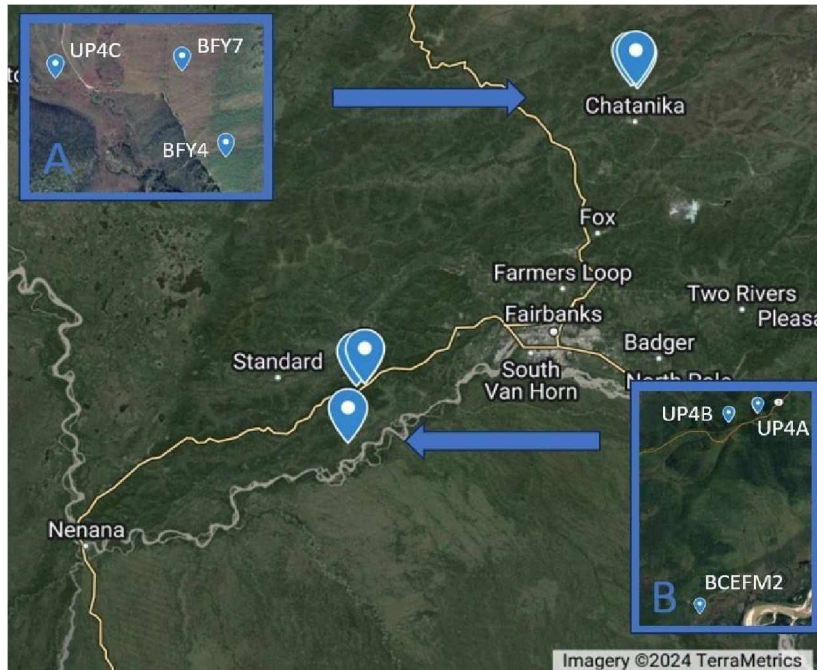 UP4C
BFY7
BFY4
A
Chatanika
Fox
Farmers Loop
Two Rivers
Pleasa
Fairbanks
Badger
Standard
South
Van Horn
North Pole
UP4B
UP4A
Nenana
BCEFM2
B
Imagery ©2024 TerraMetrics